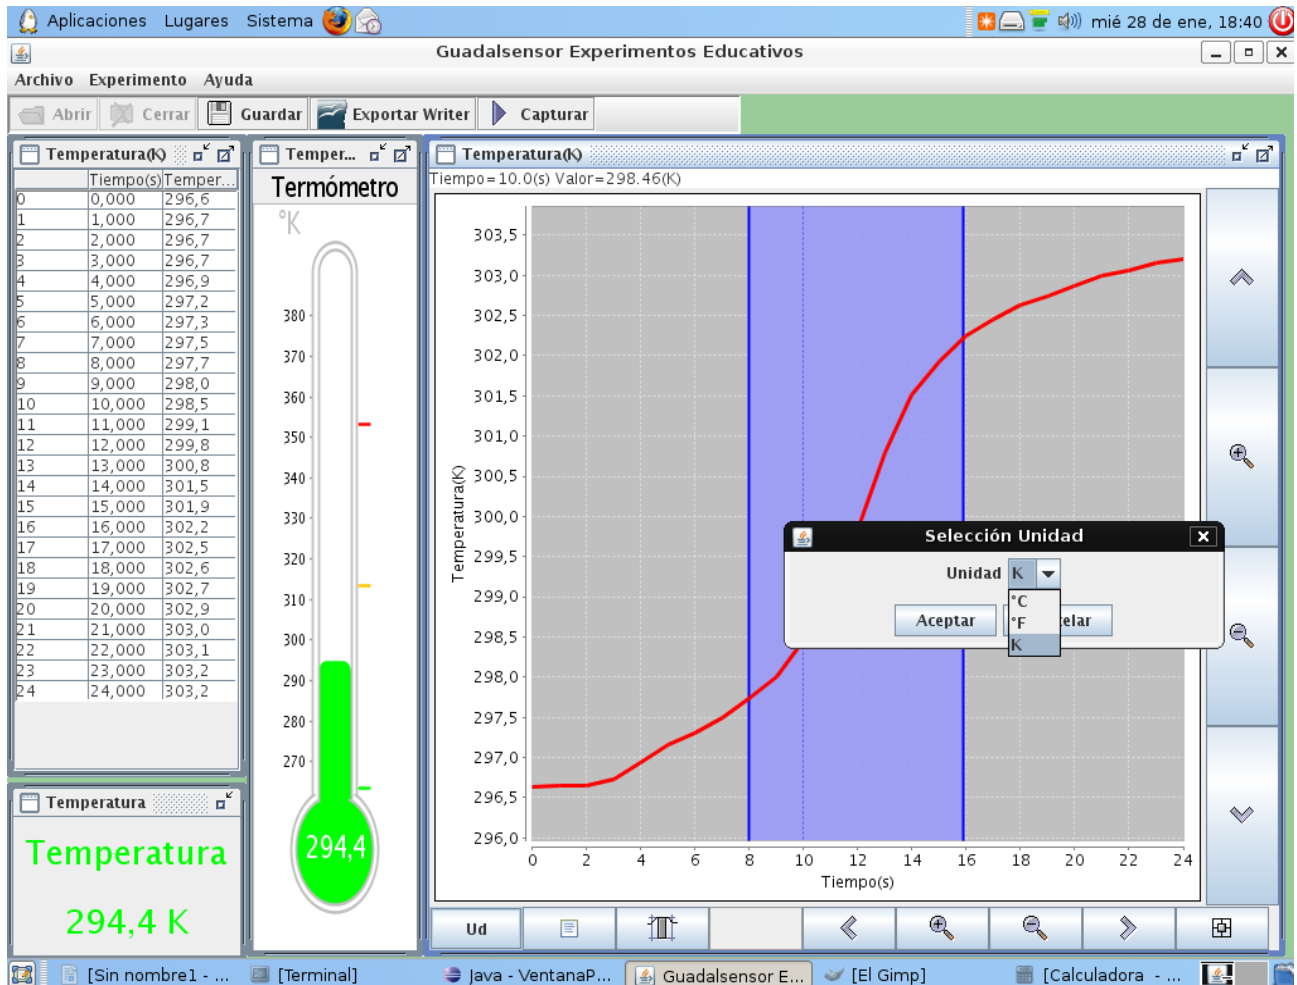 Aplicaciones Lugares Sistema mié 28 de ene, 18:40
Guadalsensor Experimentos Educativos
Archivo Experimento Ayuda
Abrir Cerrar Guardar Exportar Writer Capturar
Temperatura(K)
Tiempo(s) Temper...
0 0,000 296,6
1 1,000 296,7
2 2,000 296,7
3 3,000 296,7
4 4,000 296,9
5 5,000 297,2
6 6,000 297,3
7 7,000 297,5
8 8,000 297,7
9 9,000 298,0
10 10,000 298,5
11 11,000 299,1
12 12,000 299,8
13 13,000 300,8
14 14,000 301,5
15 15,000 301,9
16 16,000 302,2
17 17,000 302,5
18 18,000 302,6
19 19,000 302,7
20 20,000 302,9
21 21,000 303,0
22 22,000 303,1
23 23,000 303,2
24 24,000 303,2
Temperatura
Temperatura
294,4 K
Temper...
Termómetro
°K
380
370
360
350
340
330
320
310
300
290
280
270
294,4
Temperatura(K)
Tiempo=10.0(s) Valor=298.46(K)
Temperatura(K)
303,5
303,0
302,5
302,0
301,5
301,0
300,5
300,0
299,5
299,0
298,5
298,0
297,5
297,0
296,5
296,0
0 2 4 6 8 10 12 14 16 18 20 22 24
Tiempo(s)
Selección Unidad
Unidad K
°C
°F
K
Aceptar elar
Ud
[Sin nombre1 - ... [Terminal] Java - VentanaP... Guadalsensor E... [El Gimp] [Calculadora - ...